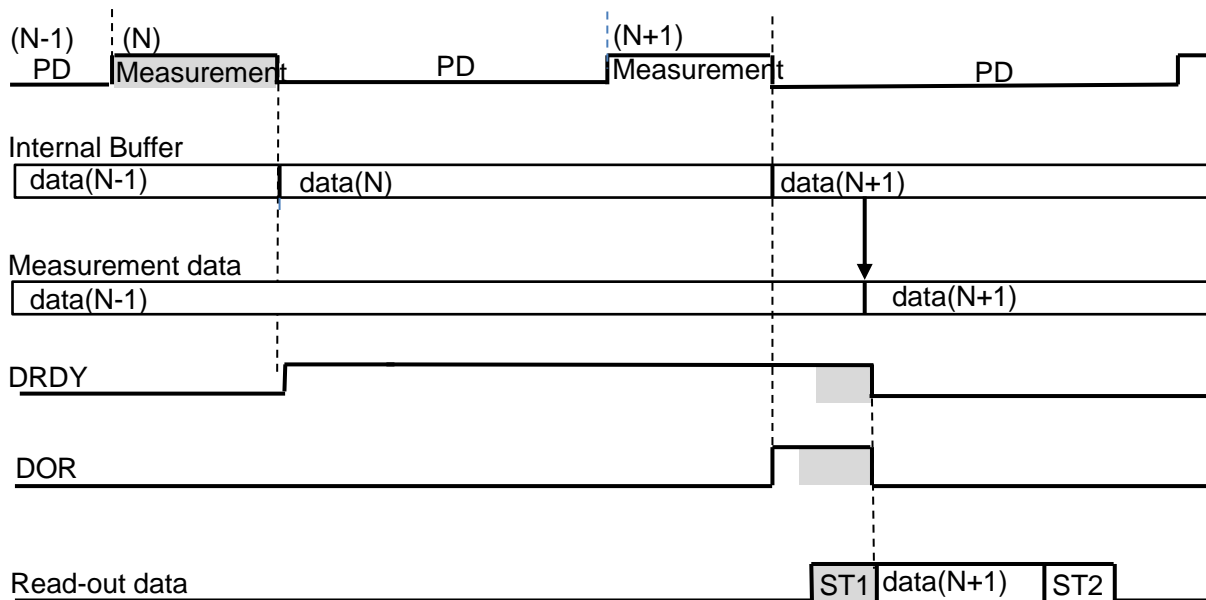 (N-1) (N) (N+1)
PD Measurement PD Measurement PD
Internal Buffer
data(N-1) data(N) data(N+1)
Measurement data
data(N-1) data(N+1)
DRDY
DOR
Read-out data ST1 data(N+1) ST2